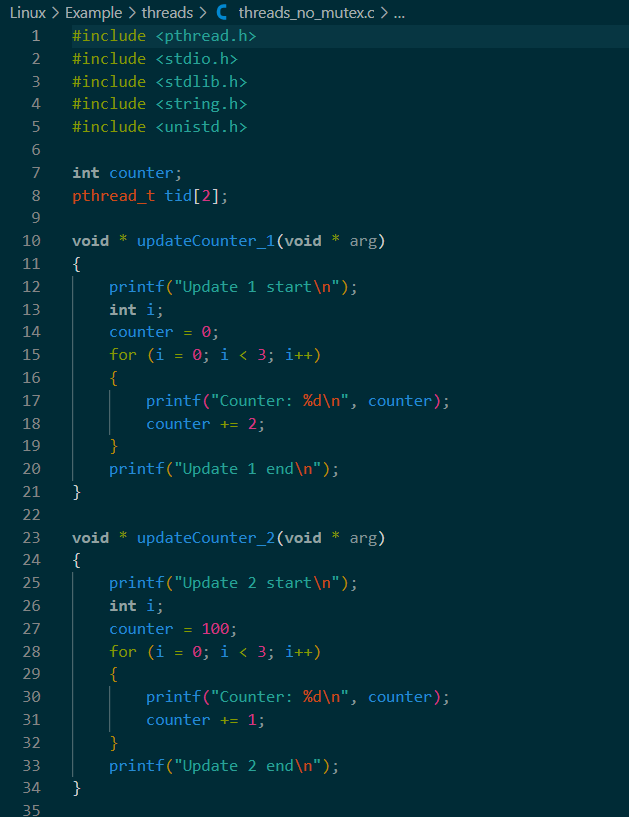 Linux > Example > threads > C threads_no_mutex.c > ...
1 #include <pthread.h>
2 #include <stdio.h>
3 #include <stdlib.h>
4 #include <string.h>
5 #include <unistd.h>
6
7 int counter;
8 pthread_t tid[2];
9
10 void * updateCounter_1(void * arg)
11 {
12     printf("Update 1 start\n");
13     int i;
14     counter = 0;
15     for (i = 0; i < 3; i++)
16     {
17         printf("Counter: %d\n", counter);
18         counter += 2;
19     }
20     printf("Update 1 end\n");
21 }
22
23 void * updateCounter_2(void * arg)
24 {
25     printf("Update 2 start\n");
26     int i;
27     counter = 100;
28     for (i = 0; i < 3; i++)
29     {
30         printf("Counter: %d\n", counter);
31         counter += 1;
32     }
33     printf("Update 2 end\n");
34 }
35